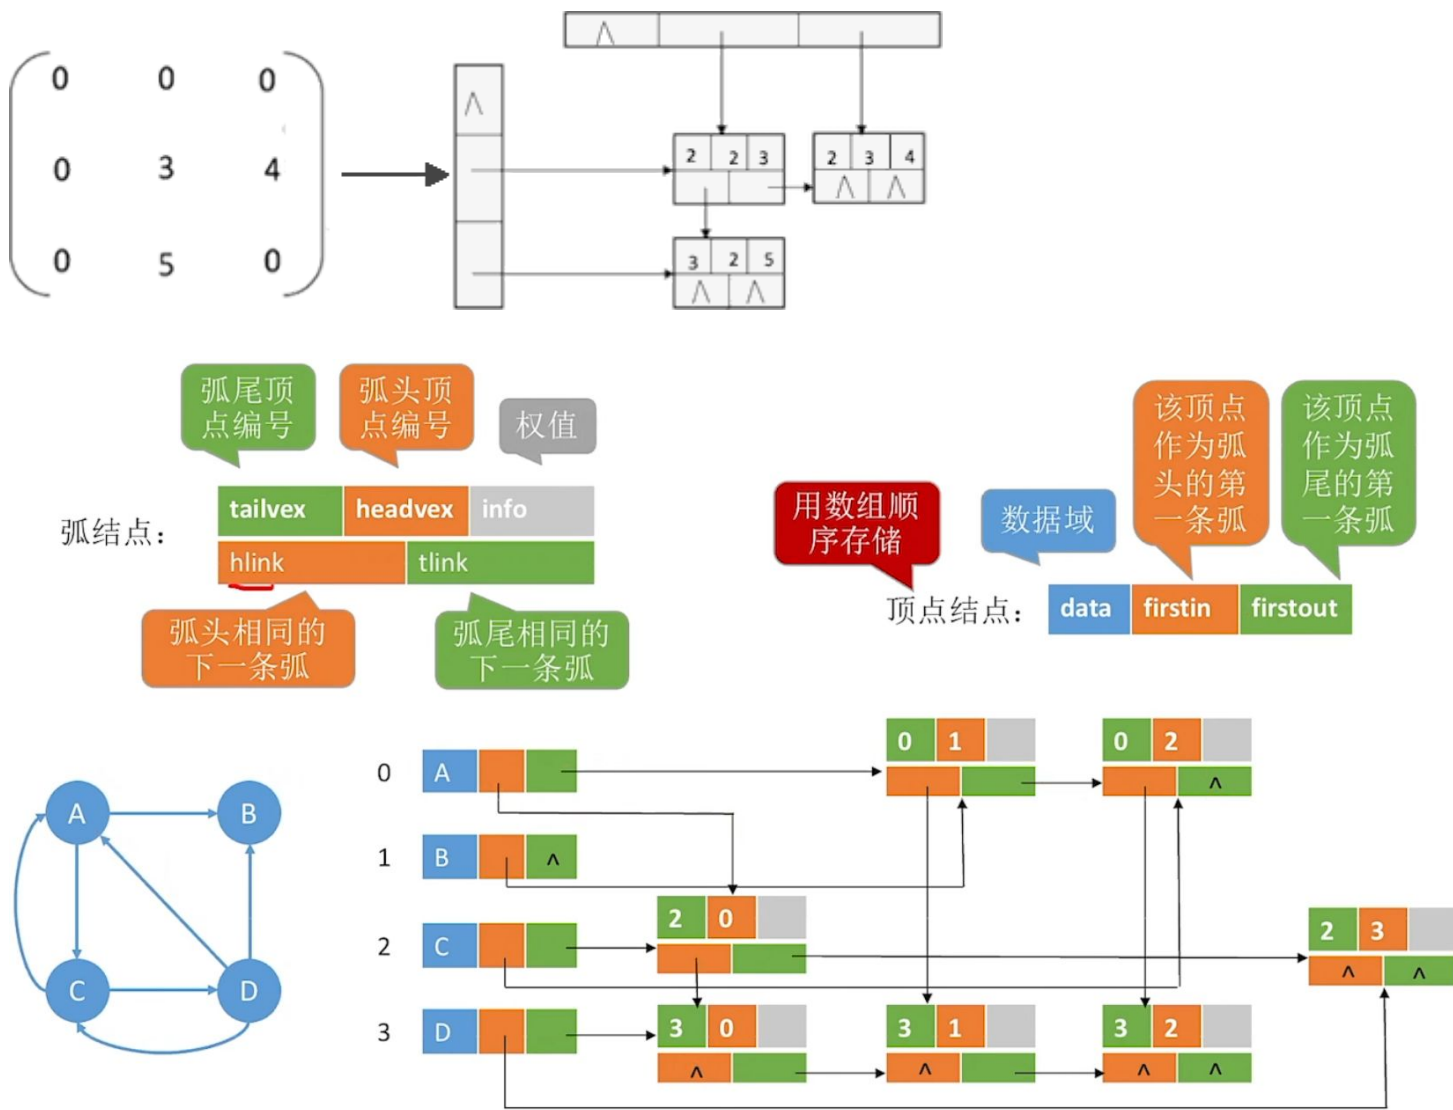 ∧
0 0 0
∧
0 3 4
2 2 3
2 3 4
∧ ∧
0 5 0
3 2 5
∧ ∧
弧尾顶
点编号
弧头顶
点编号
权值
该顶点
作为弧
头的第
一条弧
该顶点
作为弧
尾的第
一条弧
弧结点：
tailvex headvex info
hlink tlink
用数组顺
序存储
数据域
顶点结点：
data firstin firstout
弧头相同的
下一条弧
弧尾相同的
下一条弧
A B
C D
0 A
0 1
0 2
∧
1 B ∧
2 C
2 0
2 3
∧ ∧
3 D
3 0
3 1
3 2
∧ ∧ ∧ ∧